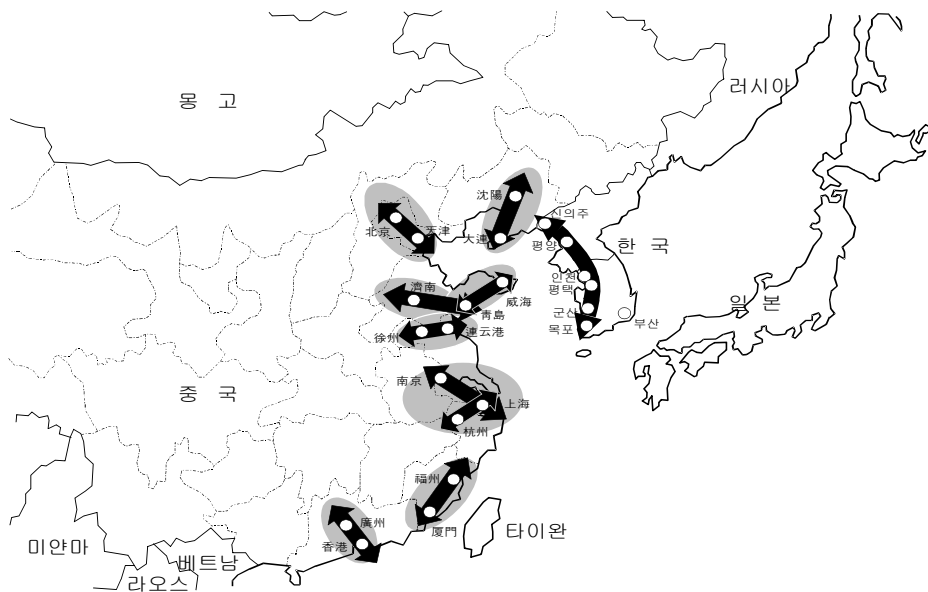 몽 고
러시아
沈陽
신의주
北京
天津
大連
평양
한 국
濟南
인천
平택
威海
일 본
靑島
군산
부산
徐州
連云港
목포
南京
중 국
上海
杭州
福州
廣州
厦門
타이완
香港
미얀마
베트남
라오스